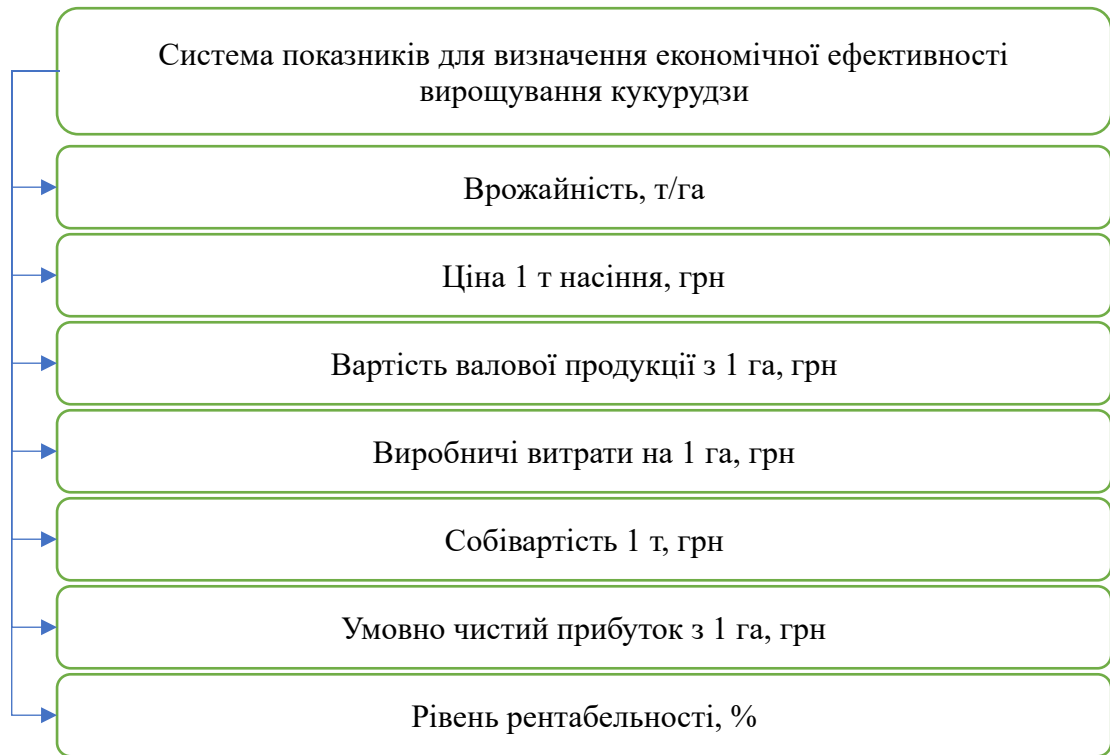 Система показників для визначення економічної ефективності
вирощування кукурудзи
Врожайність, т/га
Ціна 1 т насіння, грн
Вартість валової продукції з 1 га, грн
Виробничі витрати на 1 га, грн
Собівартість 1 т, грн
Умовно чистий прибуток з 1 га, грн
Рівень рентабельності, %